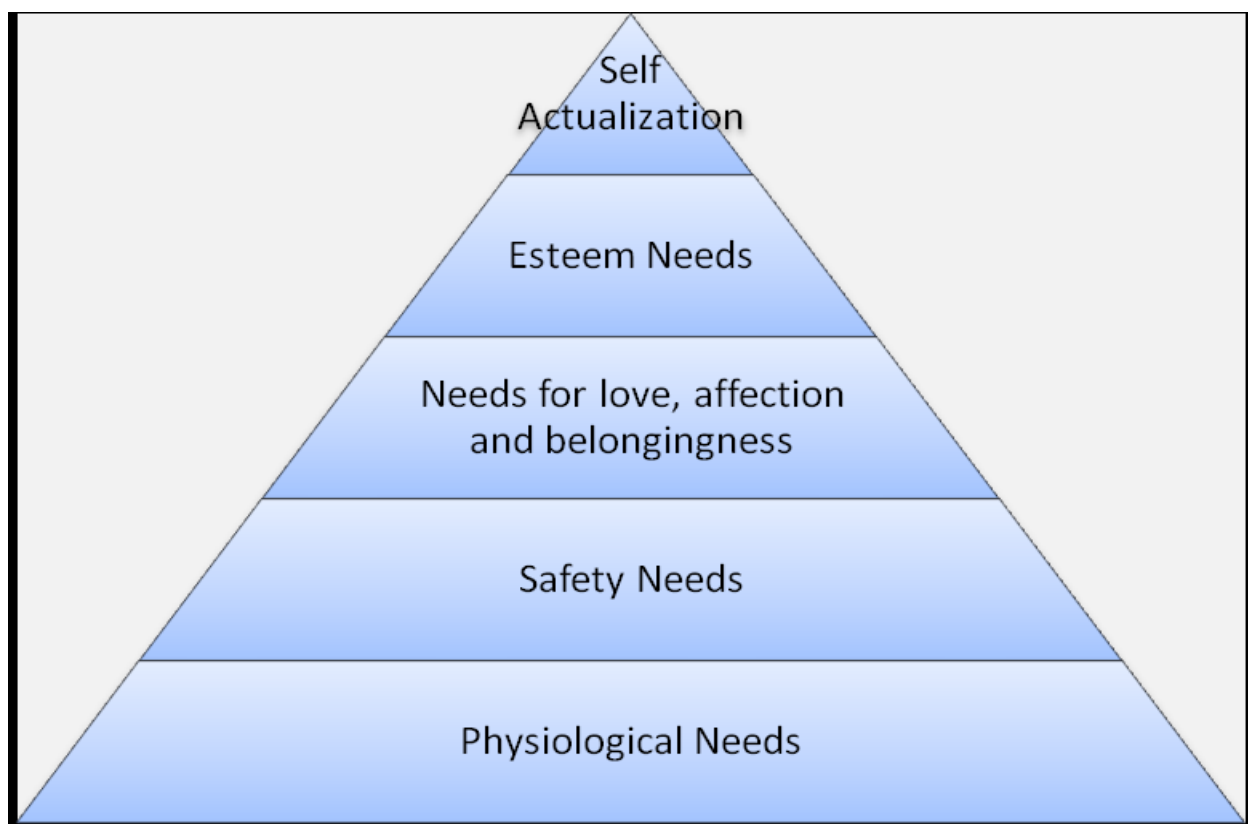 Self
Actualization
Esteem Needs
Needs for love, affection
and belongingness
Safety Needs
Physiological Needs